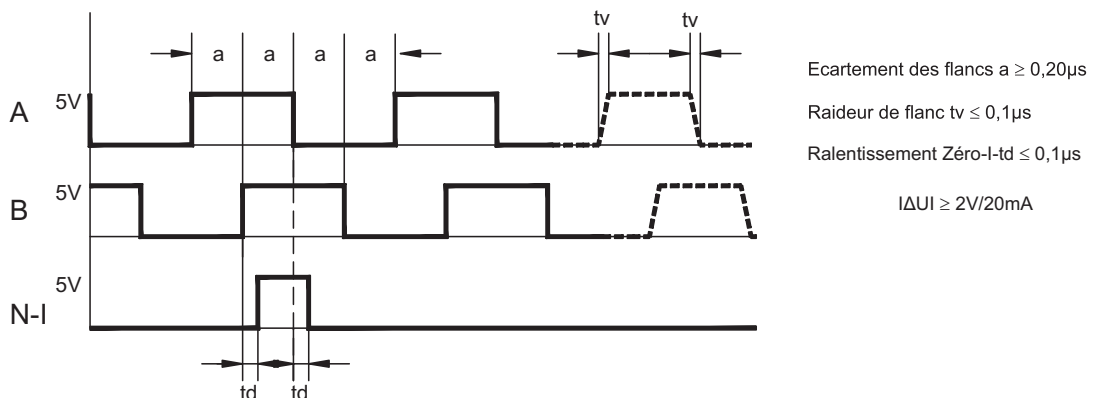 tv tv
a a a a
Ecartement des flancs a ≥ 0,20µs
A 5V
Raideur de flanc tv ≤ 0,1µs
Ralentissement Zéro-I-td ≤ 0,1µs
B 5V
IΔUI ≥ 2V/20mA
N-I 5V
td td